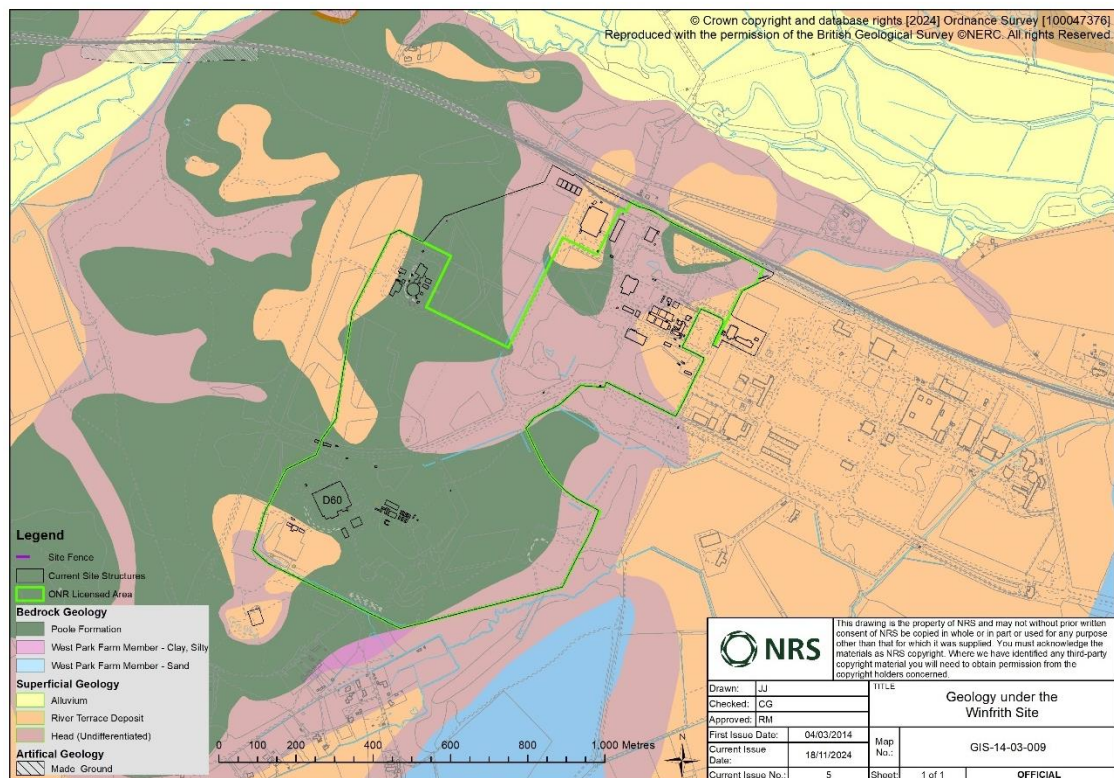 © Crown copyright and database rights [2024] Ordnance Survey [100047376]
Reproduced with the permission of the British Geological Survey ©NERC. All rights Reserved.
D60
Legend
Site Fence
Current Site Structures
ONR Licensed Area
Bedrock Geology
Poole Formation
West Park Farm Member - Clay, Silty
West Park Farm Member - Sand
Superficial Geology
Alluvium
River Terrace Deposit
Head (Undifferentiated)
Artifical Geology
Made Ground
0 100 200 400 600 800 1,000 Metres
N
NRS
This drawing is the property of NRS and may not without prior written
consent of NRS be copied in whole or in part or used for any purpose
other than that for which it was supplied. You must acknowledge the
materials as NRS copyright. Where we have identified any third-party
copyright material you will need to obtain permission from the
copyright holders concerned.
Drawn: JJ
Checked: CG
Approved: RM
First Issue Date: 04/03/2014
Current Issue
Date: 18/11/2024
Current Issue No.: 5
TITLE
Geology under the
Winfrith Site
Map
No.: GIS-14-03-009
Sheet: 1 of 1 OFFICIAL